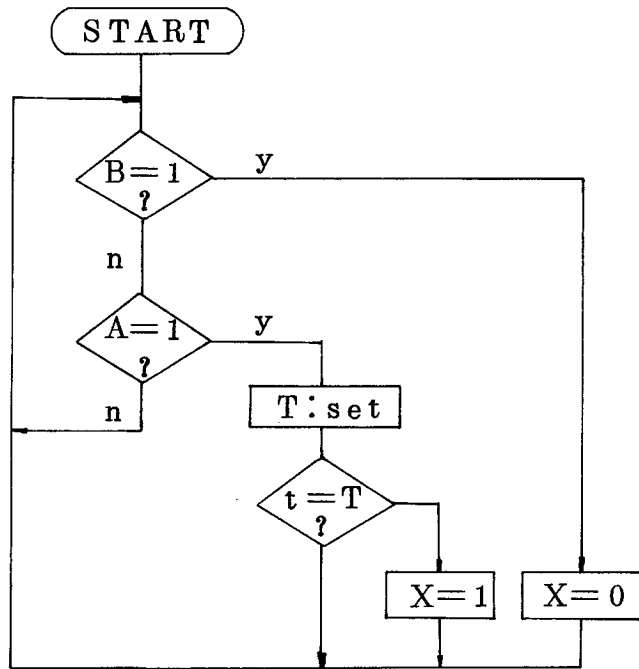 START
B=1
?
y
n
A=1
?
y
n
T:set
t=T
?
X=1
X=0